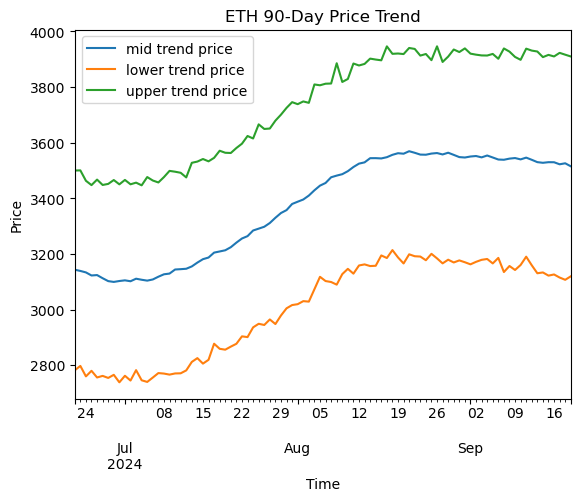 ETH 90-Day Price Trend
mid trend price
lower trend price
upper trend price
Price
4000
3800
3600
3400
3200
3000
2800
24 08 15 22 29 05 12 19 26 02 09 16
Jul Aug Sep
2024
Time